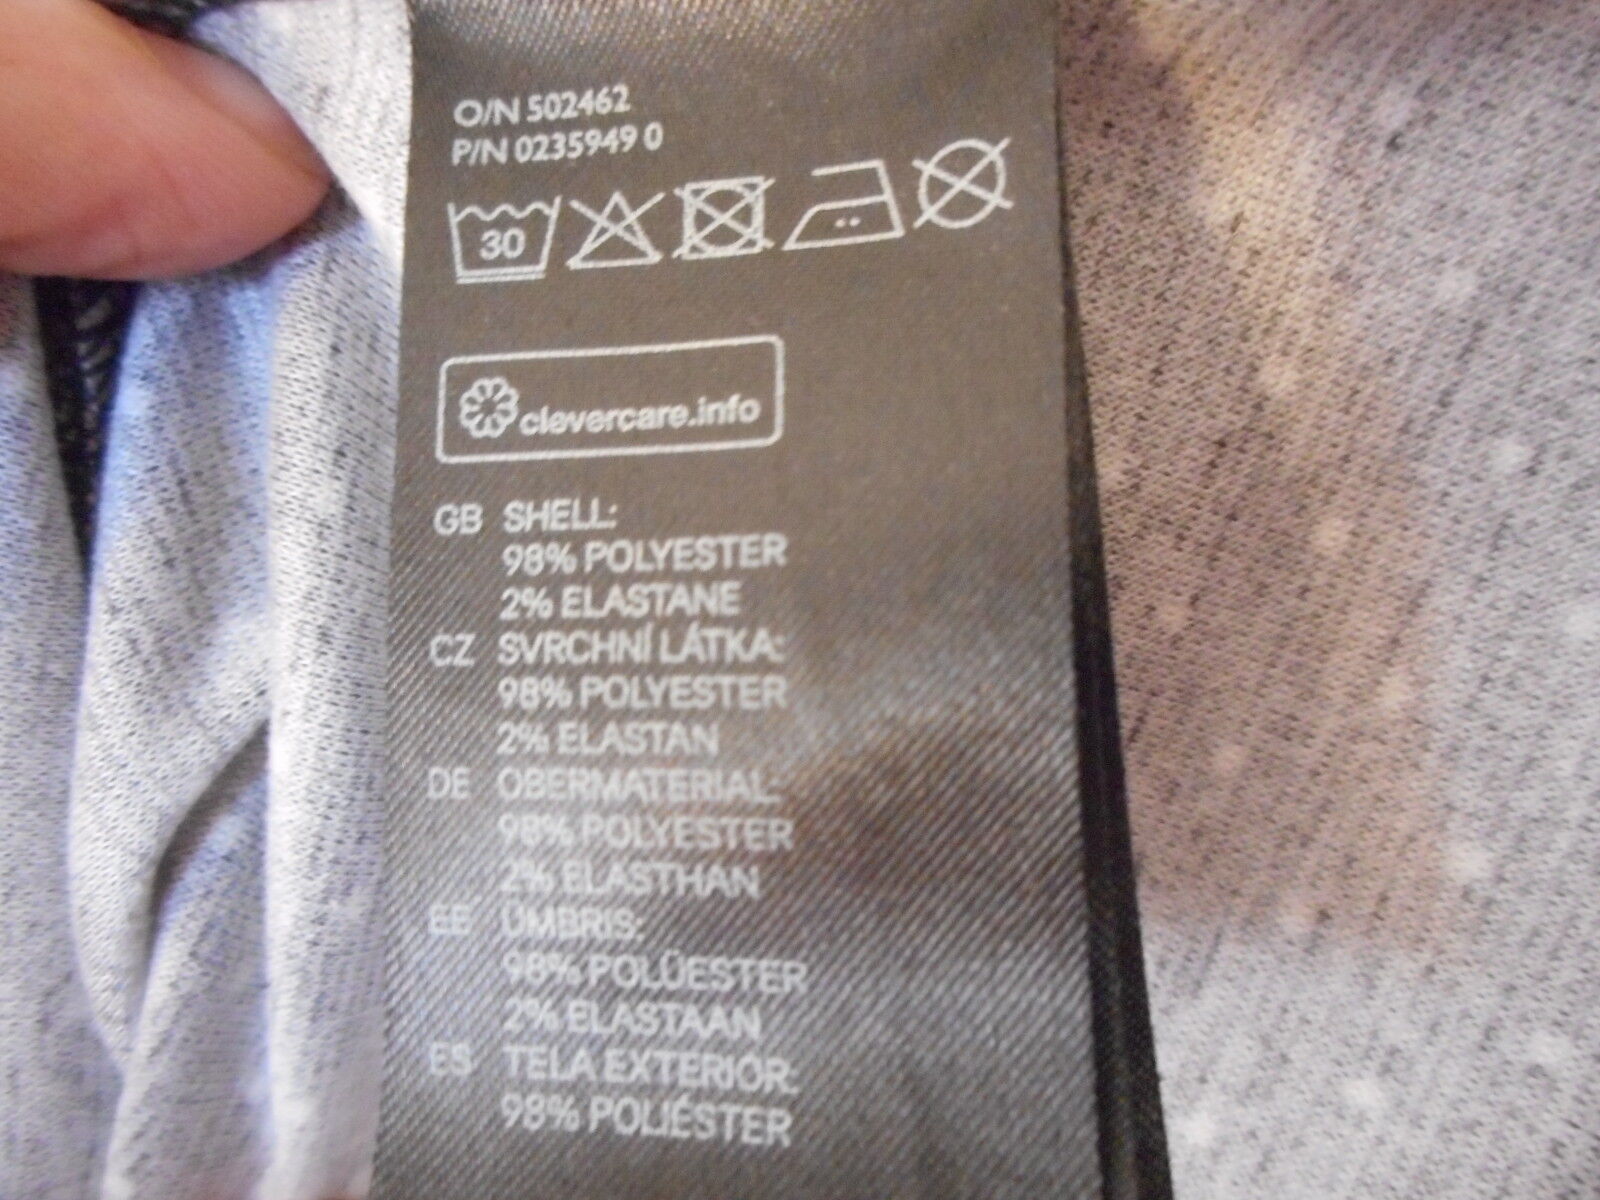 O/N 502462
P/N 0235949 0
30
clevercare.info
GB SHELL:
98% POLYESTER
2% ELASTANE
CZ SVRCHNÍ LÁTKA:
98% POLYESTER
2% ELASTAN
DE OBERMATERIAL:
98% POLYESTER
2% ELASTHAN
EE ÜMBRIS:
98% POLÜESTER
2% ELASTAAN
ES TELA EXTERIOR:
98% POLIÉSTER